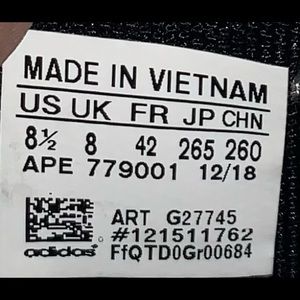 MADE IN VIETNAM
US UK FR JP CHN
8½ 8 42 265 260
APE 779001 12/18
ART G27745
#121511762
adidas FfQTD0Gr00684